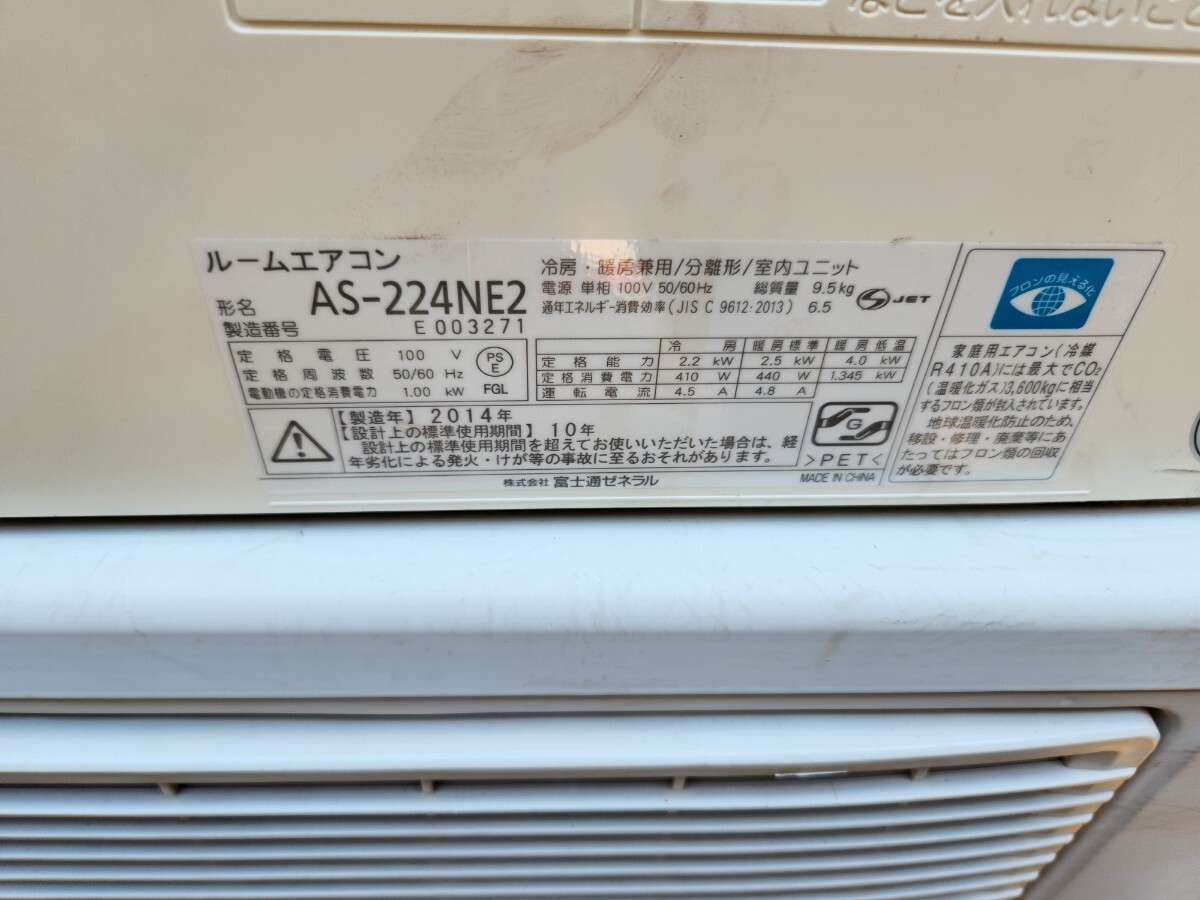 などを入れないこと
ルームエアコン
形名 AS-224NE2
製造番号 E 003271
冷房・暖房兼用/分離形/室内ユニット
電源 単相 100V 50/60Hz 総質量 9.5kg
通年エネルギー消費効率(JIS C 9612:2013) 6.5
S JET
定格電圧 100 V
定格周波数 50/60 Hz
電動機の定格消費電力 1.00 kW
PS
E
FGL
冷房 暖房標準 暖房低温
定格能力 2.2 kW 2.5 kW 4.0 kW
定格消費電力 410 W 440 W 1.345 kW
運転電流 4.5 A 4.8 A
【製造年】2014年
【設計上の標準使用期間】10年
設計上の標準使用期間を超えてお使いいただいた場合は、経
年劣化による発火・けが等の事故に至るおそれがあります。
G
>PET<
株式会社 富士通ゼネラル
MADE IN CHINA
フロンの見える化
家庭用エアコン(冷媒
R410A)には最大でCO₂
(温暖化ガス)3,600kgに相当
するフロン類が封入されています。
地球温暖化防止のため、
移設・修理・廃棄等にあ
たってはフロン類の回収
が必要です。